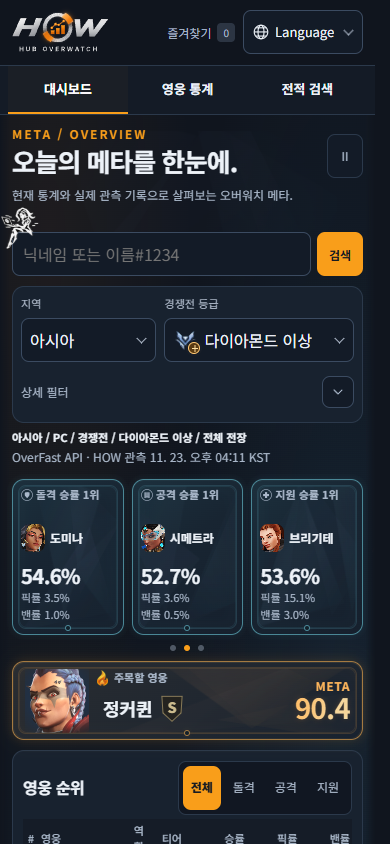 HOW
HUB OVERWATCH
즐겨찾기 0
Language
대시보드 영웅 통계 전적 검색
META / OVERVIEW
오늘의 메타를 한눈에.
현재 통계와 실제 관측 기록으로 살펴보는 오버워치 메타.
닉네임 또는 이름#1234
검색
지역 경쟁전 등급
아시아 다이아몬드 이상
상세 필터
아시아 / PC / 경쟁전 / 다이아몬드 이상 / 전체 전장
OverFast API · HOW 관측 11. 23. 오후 04:11 KST
돌격 승률 1위
도미나
54.6%
픽률 3.5%
밴률 1.0%
공격 승률 1위
시메트라
52.7%
픽률 3.6%
밴률 0.5%
지원 승률 1위
브리기테
53.6%
픽률 15.1%
밴률 3.0%
주목할 영웅
정커퀸 S
META
90.4
영웅 순위
전체 돌격 공격 지원
# 영웅 역 티어 승률 픽률 밴률